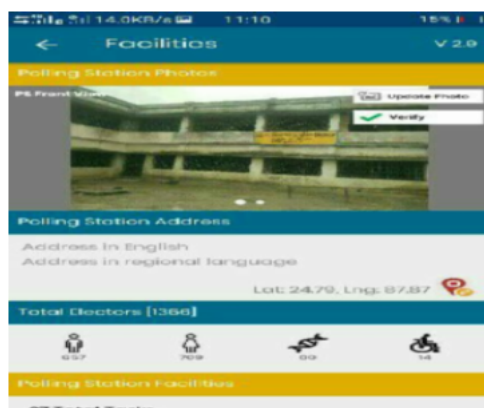 14.0KB/s 11:10 15%
Facilities V 2.0
Polling Station Photos
PS Front View
Update Photo
Verify
Polling Station Address
Address in English
Address in regional language
Lat: 24.79, Lng: 87.87
Total Electors [1366]
657 709 00 14
Polling Station Facilities